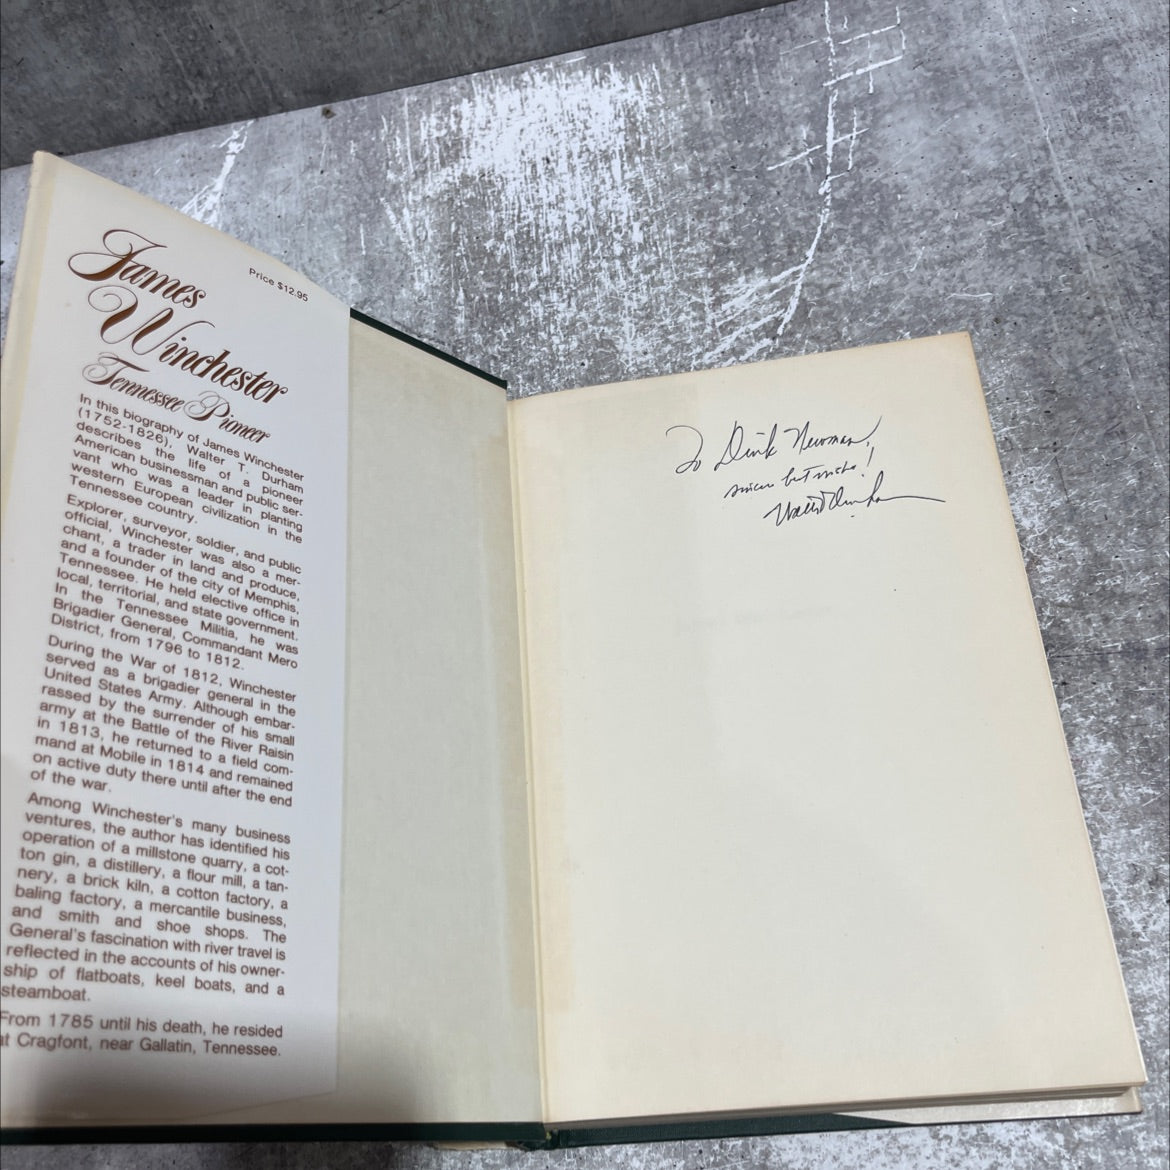 Price $12.95
James
Winchester
Tennessee Pioneer
In this biography of James Winchester
(1752-1826), Walter T. Durham
describes the life of a pioneer
American businessman and public ser-
vant who was a leader in planting
western European civilization in the
Tennessee country.
Explorer, surveyor, soldier, and public
official, Winchester was also a mer-
chant, a trader in land and produce,
and a founder of the city of Memphis,
Tennessee. He held elective office in
local, territorial, and state government.
In the Tennessee Militia, he was
Brigadier General, Commandant Mero
District, from 1796 to 1812.
During the War of 1812, Winchester
served as a brigadier general in the
United States Army. Although embar-
rassed by the surrender of his small
army at the Battle of the River Raisin
in 1813, he returned to a field com-
mand at Mobile in 1814 and remained
on active duty there until after the end
of the war.
Among Winchester's many business
ventures, the author has identified his
operation of a millstone quarry, a cot-
ton gin, a distillery, a flour mill, a tan-
nery, a brick kiln, a cotton factory, a
baling factory, a mercantile business,
and smith and shoe shops. The
General's fascination with river travel is
reflected in the accounts of his owner-
ship of flatboats, keel boats, and a
steamboat.
From 1785 until his death, he resided
at Cragfont, near Gallatin, Tennessee.
To Dink Newman,
sincere best wishes!
Walter Durham